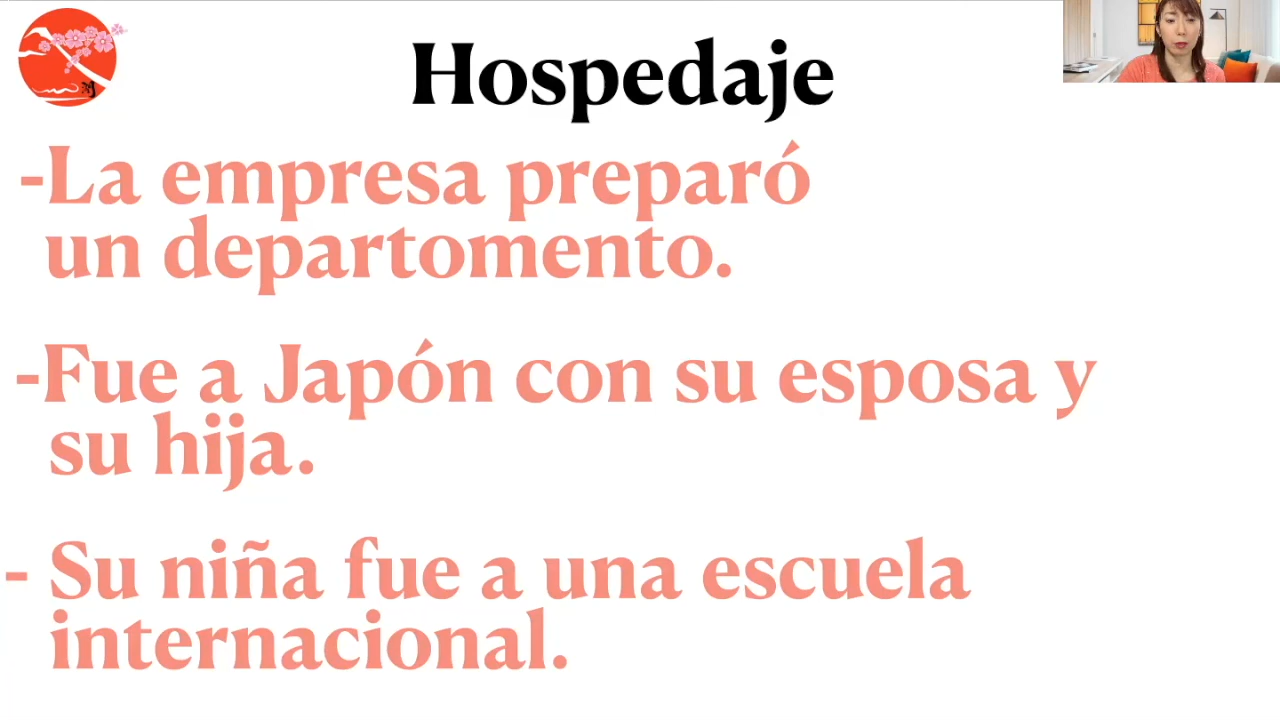 Hospedaje
-La empresa preparó
un departomento.
-Fue a Japón con su esposa y
su hija.
- Su niña fue a una escuela
internacional.